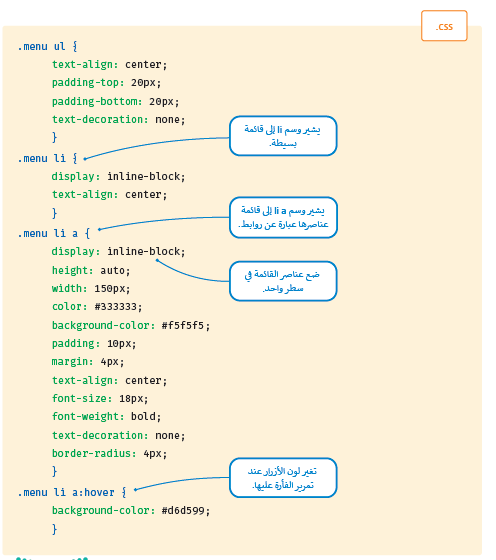 .css
.menu ul {
text-align: center;
padding-top: 20px;
padding-bottom: 20px;
text-decoration: none;
}
يشير وسم li إلى قائمة
بسيطة.
.menu li {
display: inline-block;
text-align: center;
}
يشير وسم li a إلى قائمة
عناصرها عبارة عن روابط.
.menu li a {
display: inline-block;
height: auto;
width: 150px;
color: #333333;
background-color: #f5f5f5;
padding: 10px;
margin: 4px;
text-align: center;
font-size: 18px;
font-weight: bold;
text-decoration: none;
border-radius: 4px;
}
ضع عناصر القائمة في
سطر واحد.
تغير لون الأزرار عند
تمرير الفأرة عليها.
.menu li a:hover {
background-color: #d6d599;
}